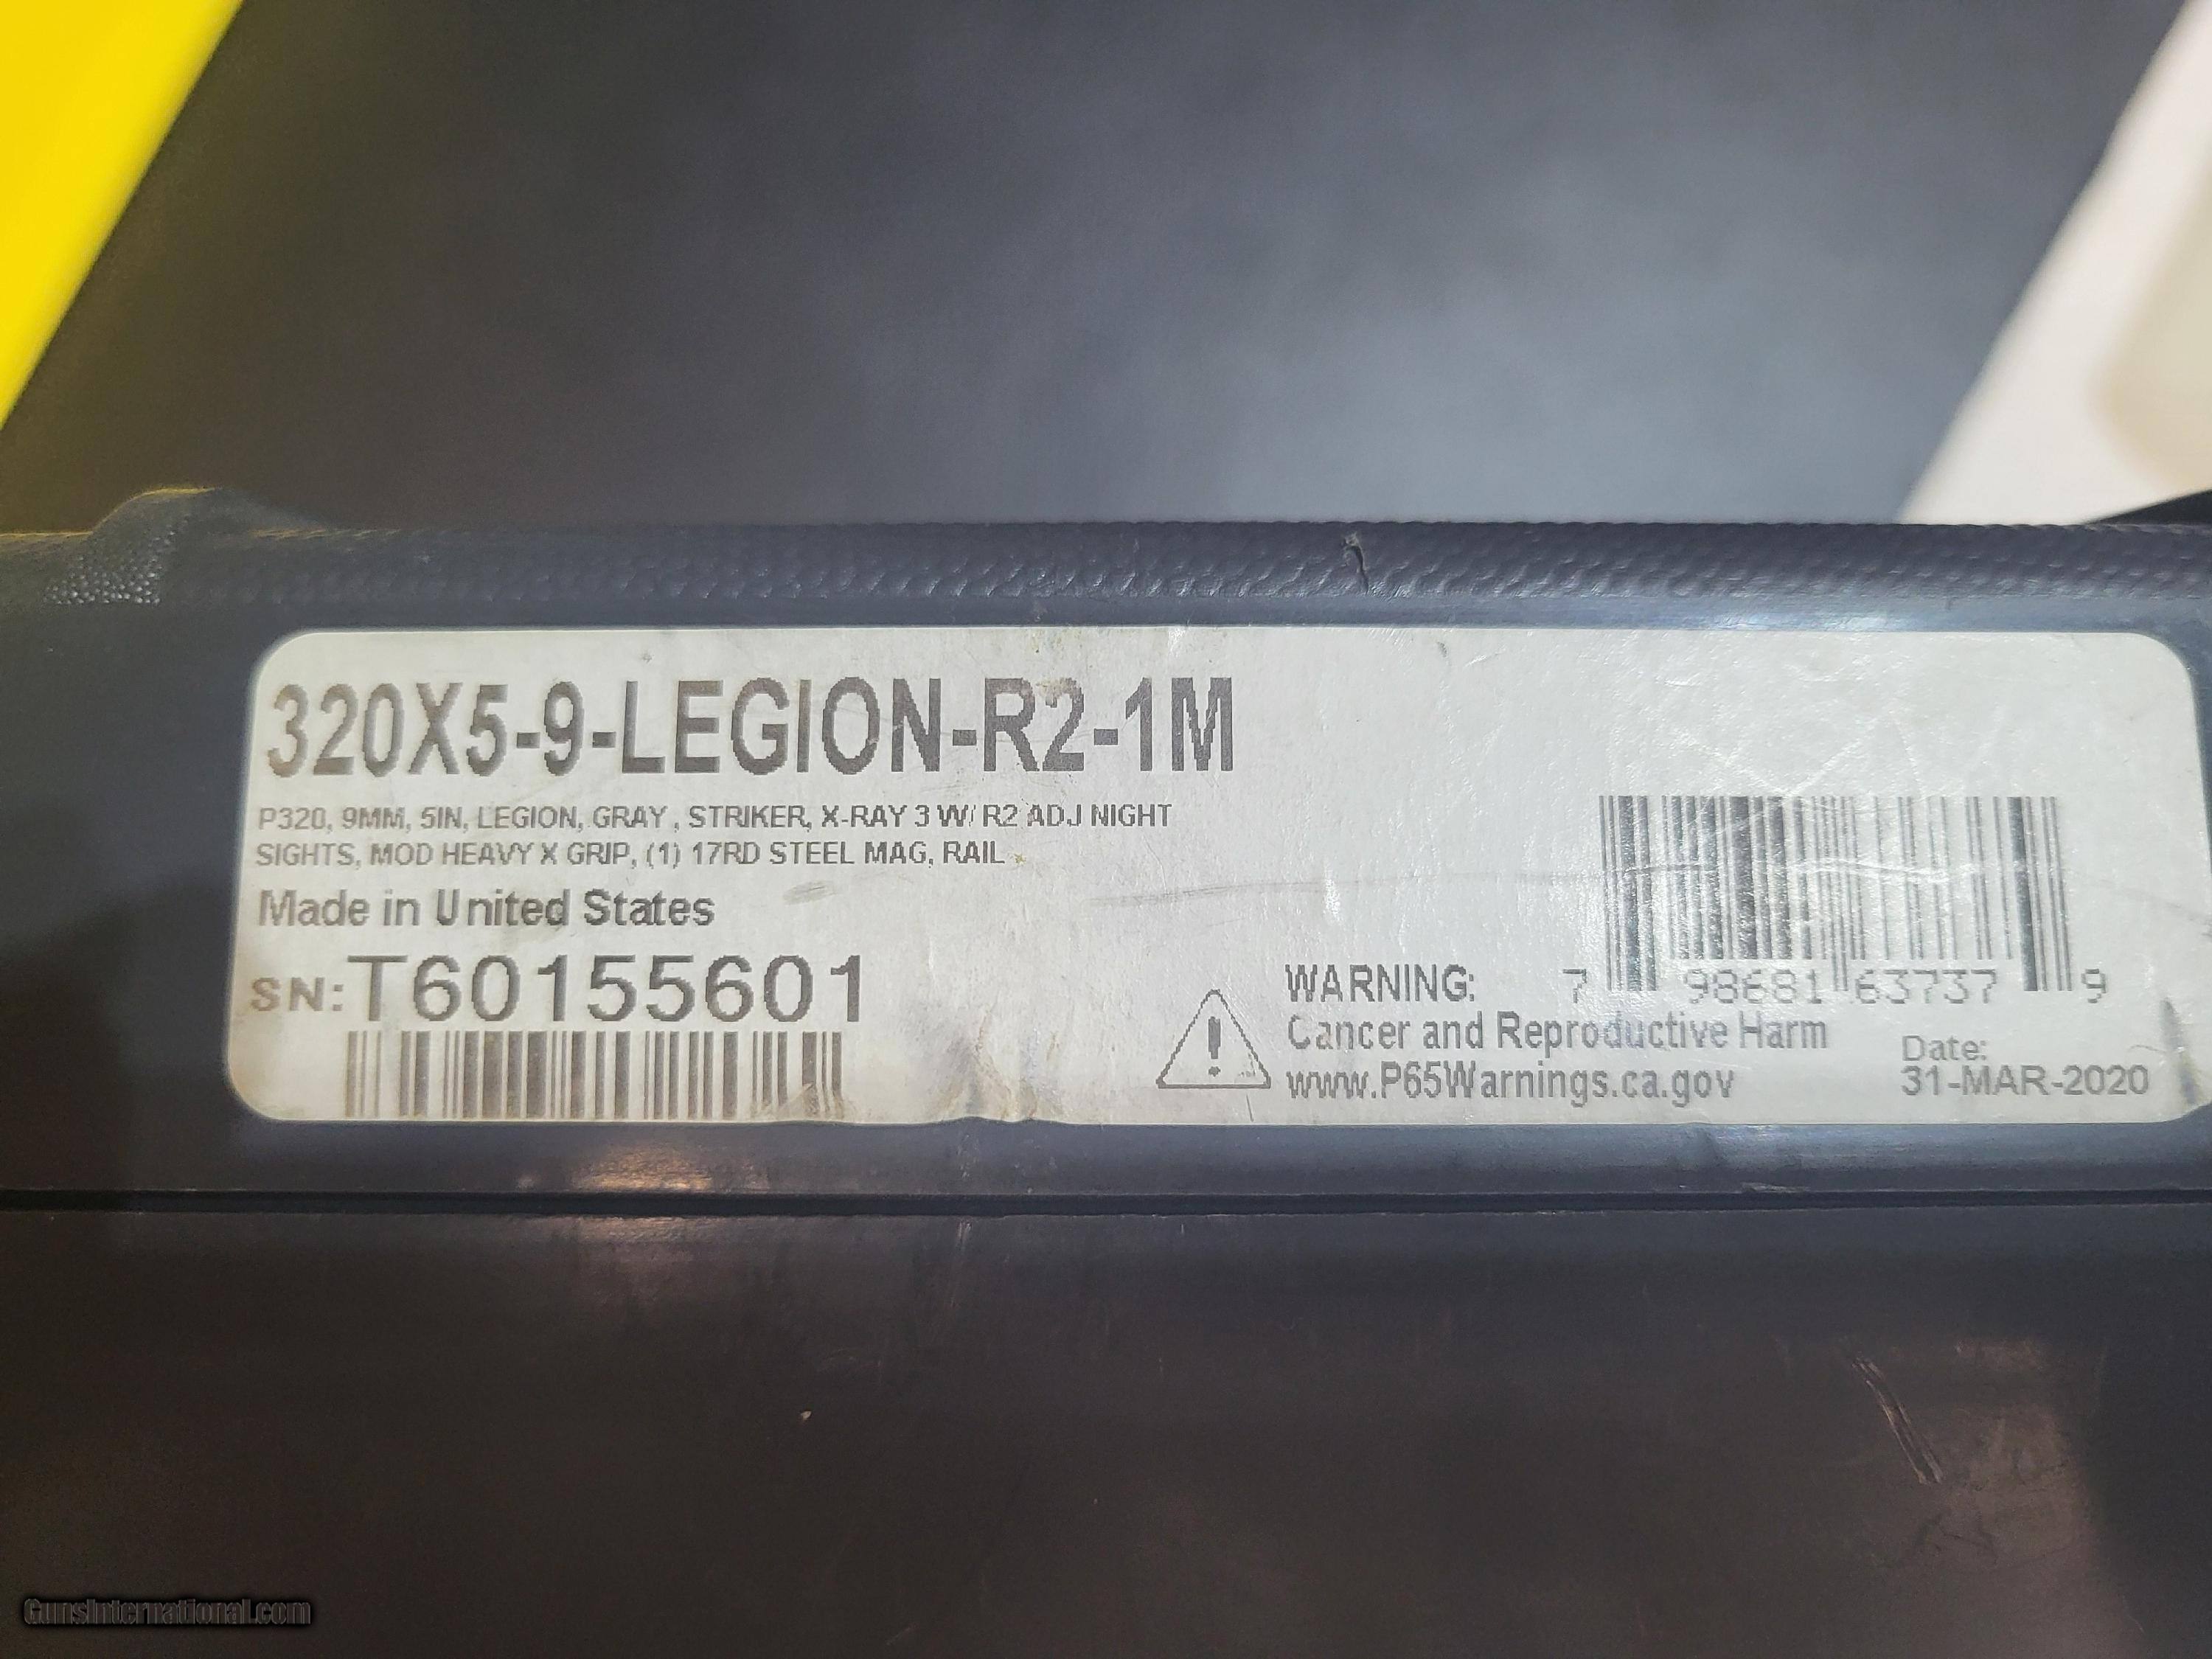 320X5-9-LEGION-R2-1M
P320, 9MM, 5IN, LEGION, GRAY , STRIKER, X-RAY 3 W/ R2 ADJ NIGHT
SIGHTS, MOD HEAVY X GRIP, (1) 17RD STEEL MAG, RAIL
Made in United States
SN:T60155601
7 98681 63737 9
WARNING:
Cancer and Reproductive Harm
www.P65Warnings.ca.gov
Date:
31-MAR-2020
GunsInternational.com